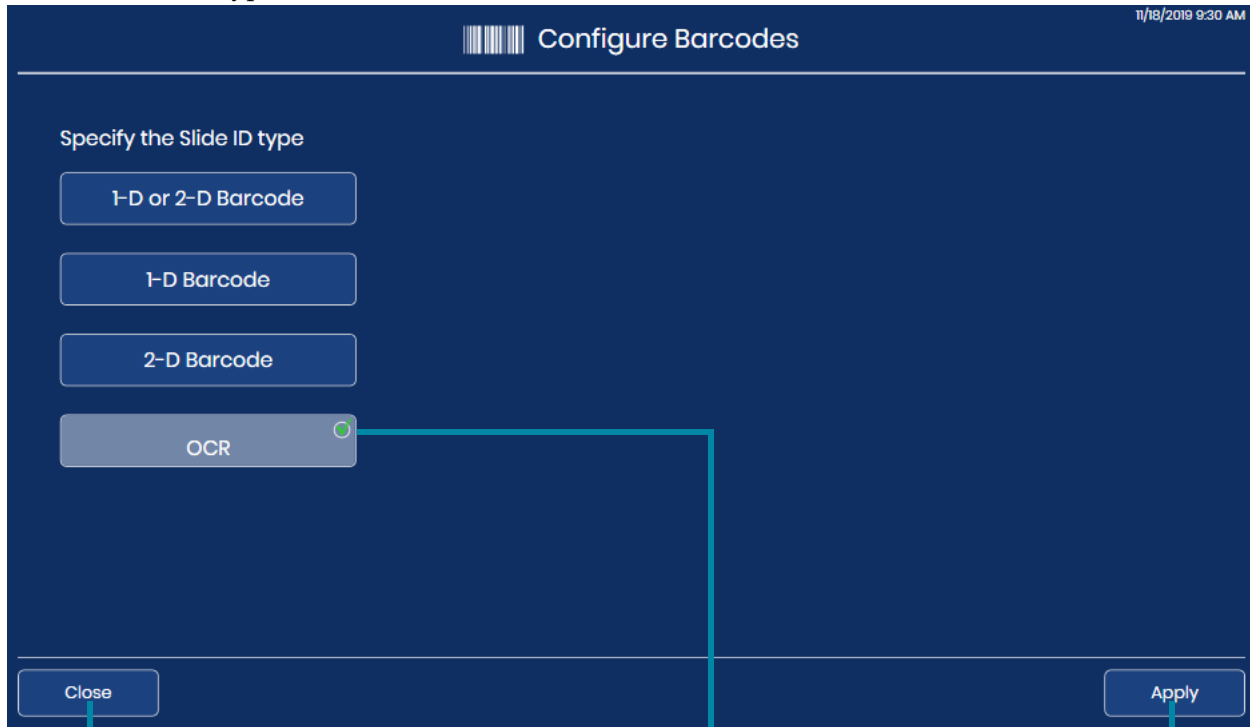 11/18/2019 9:30 AM
Configure Barcodes
Specify the Slide ID type
1-D or 2-D Barcode
1-D Barcode
2-D Barcode
OCR
Close
Apply